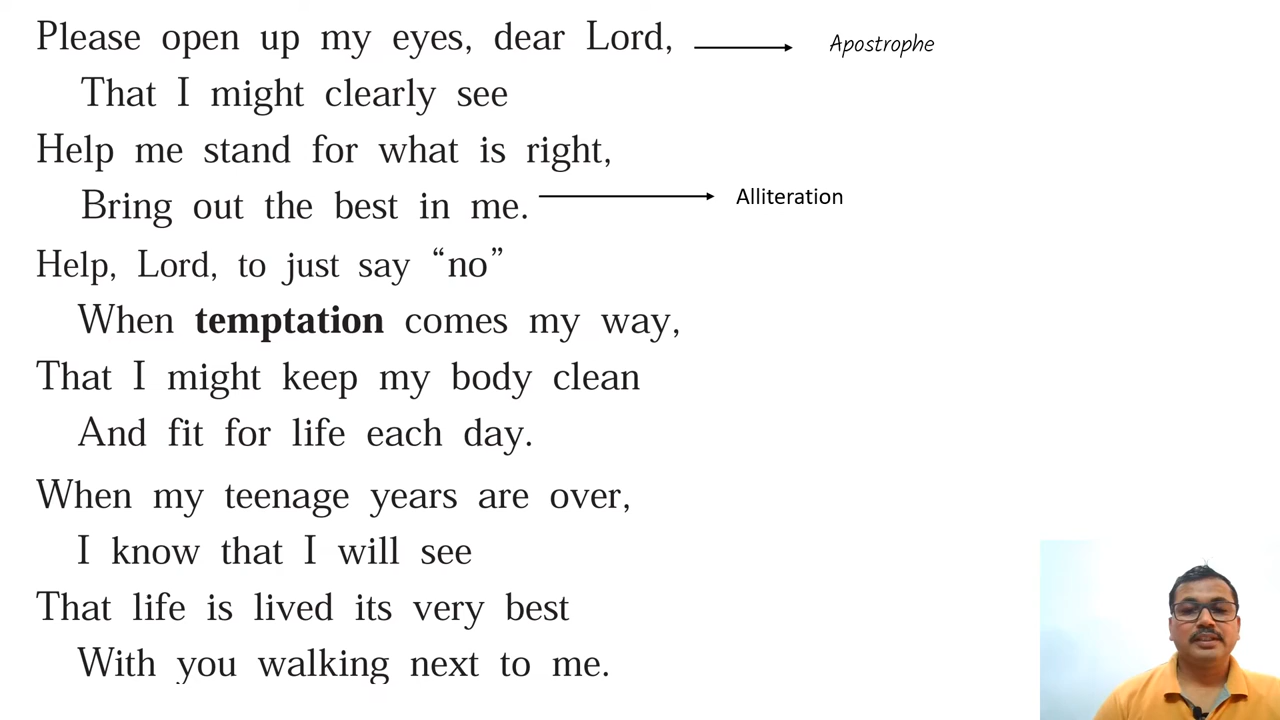 Please open up my eyes, dear Lord, Apostrophe
That I might clearly see
Help me stand for what is right,
Bring out the best in me. Alliteration
Help, Lord, to just say “no”
When temptation comes my way,
That I might keep my body clean
And fit for life each day.
When my teenage years are over,
I know that I will see
That life is lived its very best
With you walking next to me.